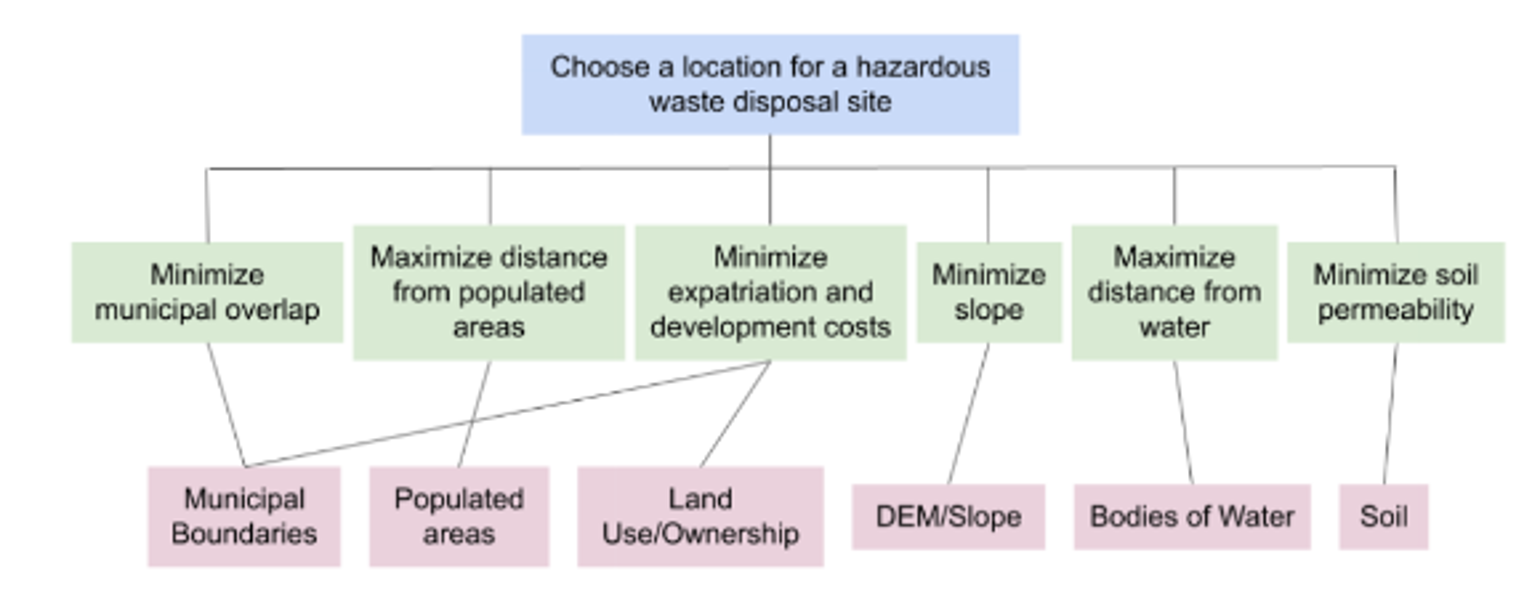 Choose a location for a hazardous
waste disposal site
Minimize
municipal overlap
Maximize distance
from populated
areas
Minimize
expatriation and
development costs
Minimize
slope
Maximize
distance from
water
Minimize soil
permeability
Municipal
Boundaries
Populated
areas
Land
Use/Ownership
DEM/Slope
Bodies of Water
Soil